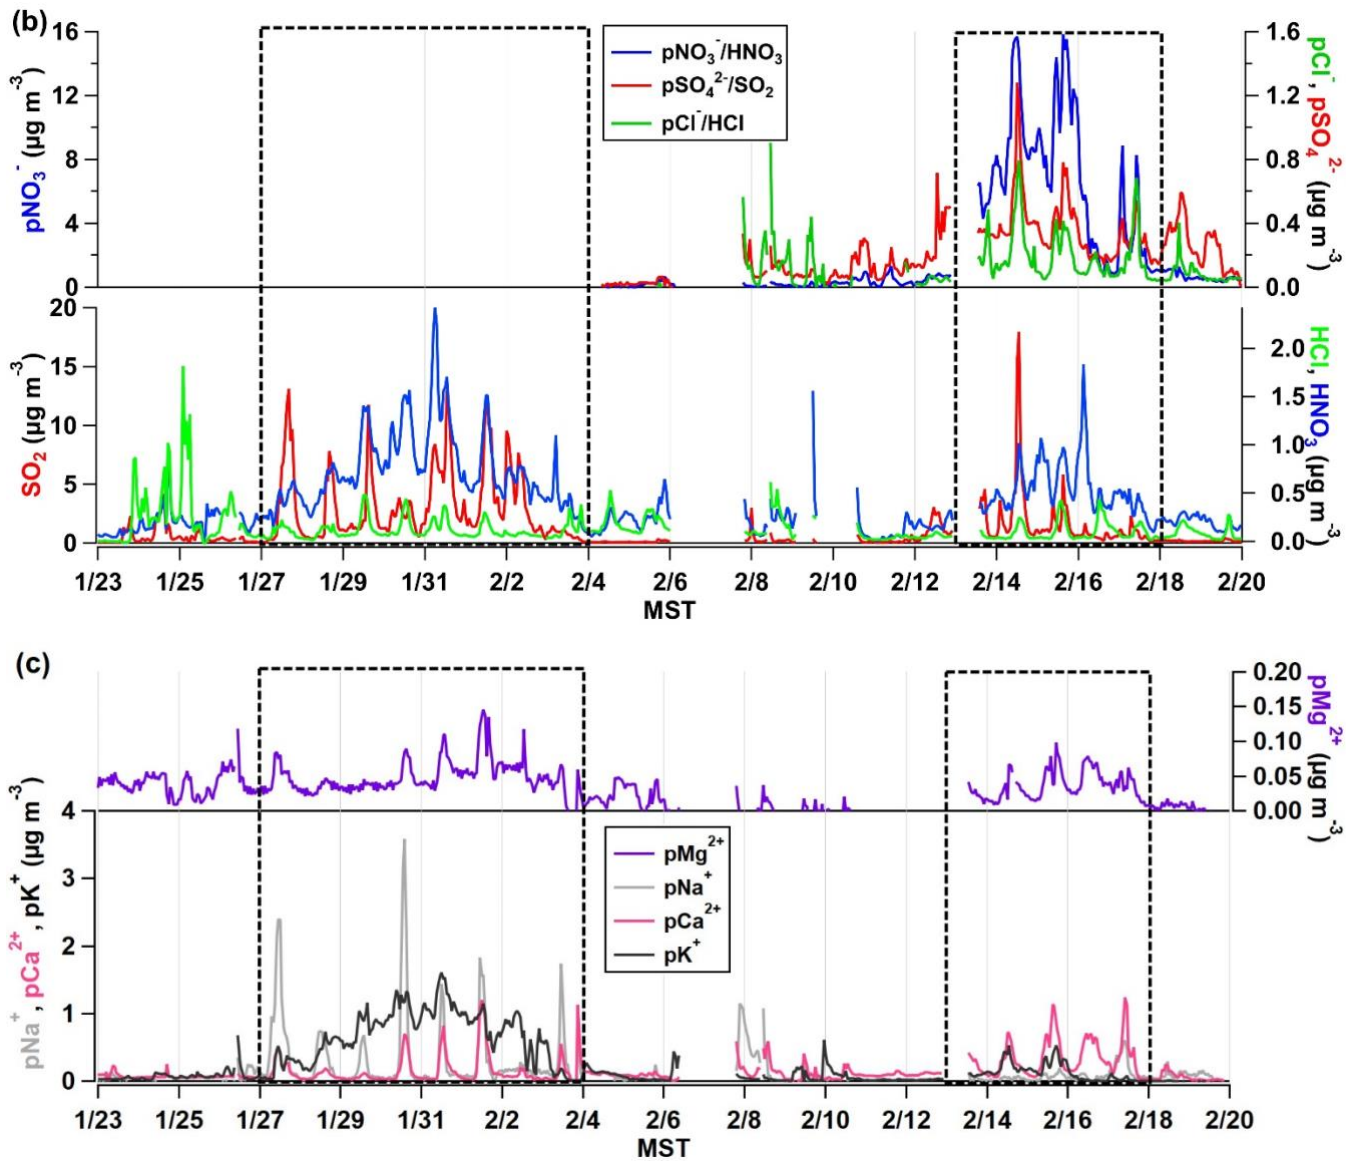 (b)
pNO₃⁻ (µg m⁻³)
16
12
8
4
0
pNO₃⁻/HNO₃
pSO₄²⁻/SO₂
pCl⁻/HCl
1.6
1.2
0.8
0.4
0.0
pCl⁻, pSO₄²⁻ (µg m⁻³)
SO₂ (µg m⁻³)
20
15
10
5
0
2.0
1.5
1.0
0.5
0.0
HCl, HNO₃ (µg m⁻³)
1/23 1/25 1/27 1/29 1/31 2/2 2/4 2/6 2/8 2/10 2/12 2/14 2/16 2/18 2/20
MST
(c)
0.20
0.15
0.10
0.05
0.00
pMg²⁺ (µg m⁻³)
pNa⁺, pCa²⁺, pK⁺ (µg m⁻³)
4
3
2
1
0
pMg²⁺
pNa⁺
pCa²⁺
pK⁺
1/23 1/25 1/27 1/29 1/31 2/2 2/4 2/6 2/8 2/10 2/12 2/14 2/16 2/18 2/20
MST